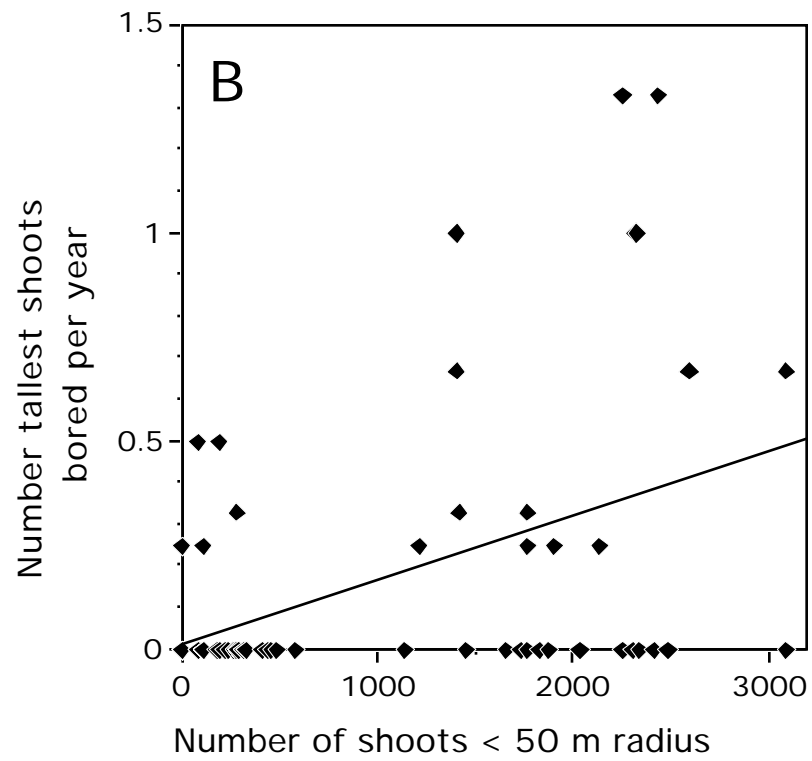 B
Number tallest shoots
bored per year
1.5
1
0.5
0
0 1000 2000 3000
Number of shoots < 50 m radius